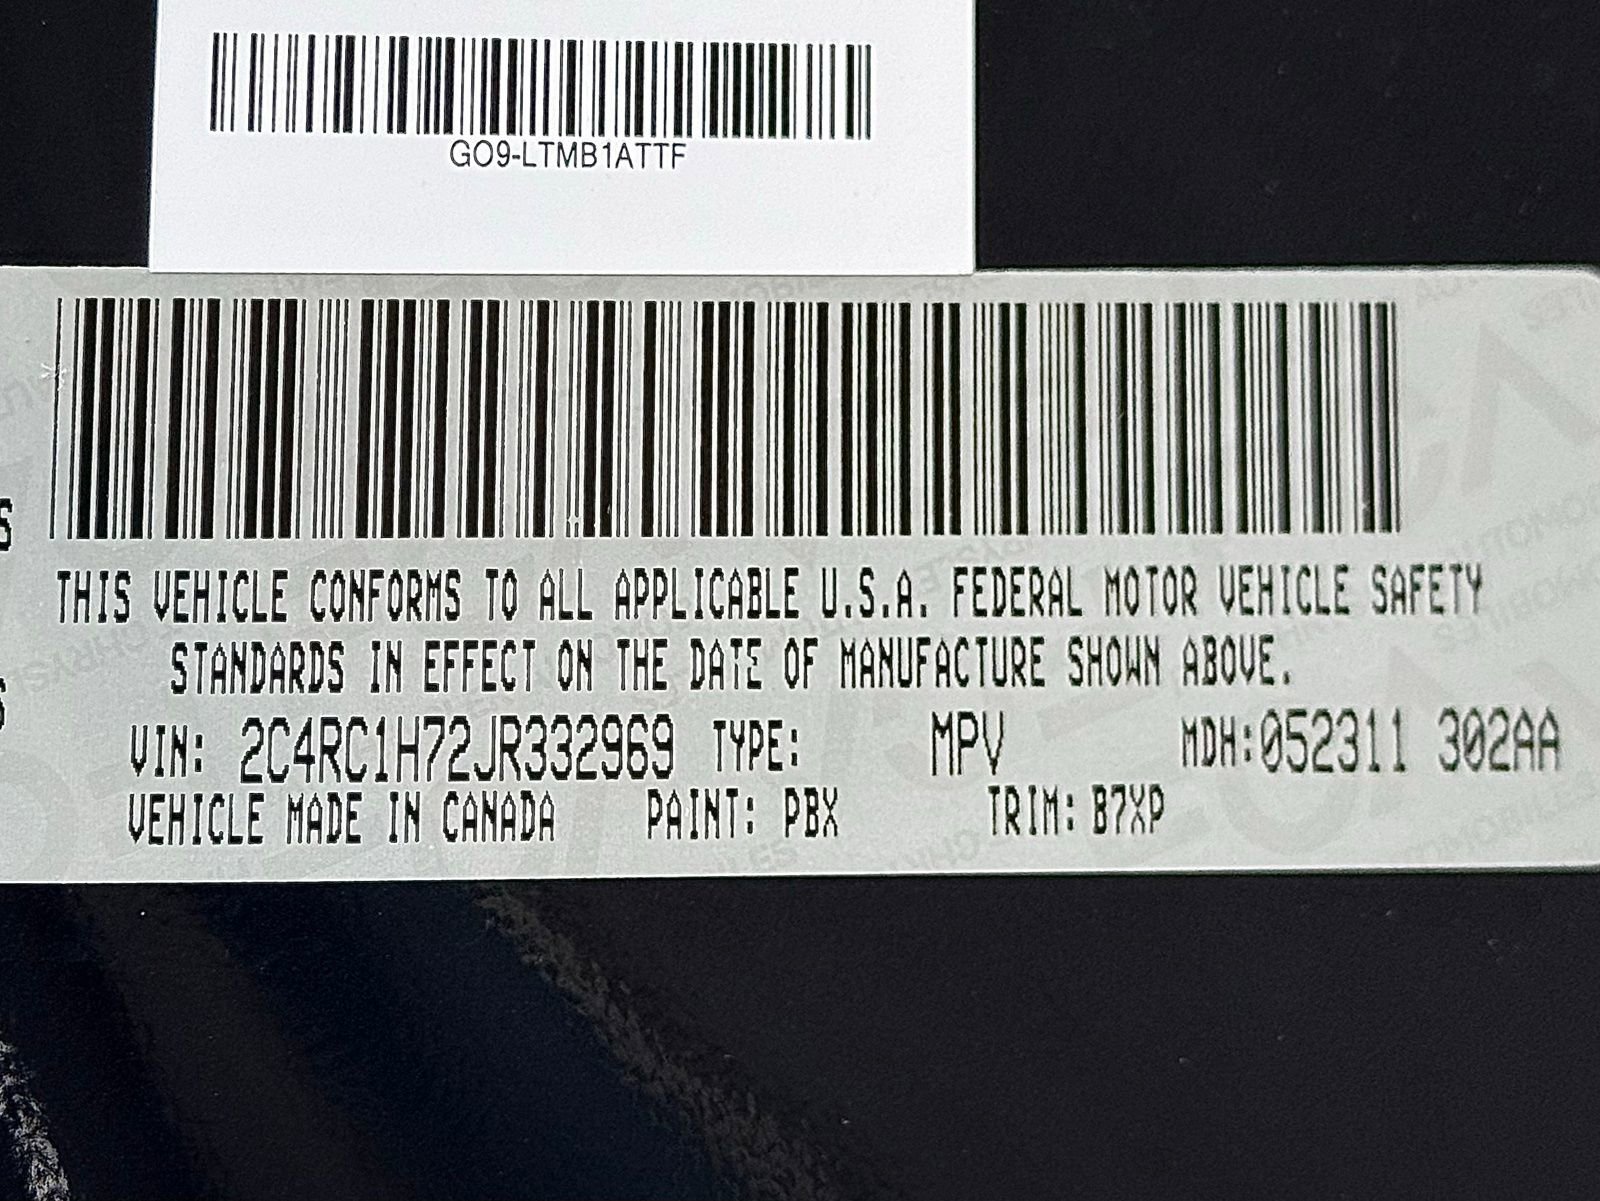 GO9-LTMB1ATTF
THIS VEHICLE CONFORMS TO ALL APPLICABLE U.S.A. FEDERAL MOTOR VEHICLE SAFETY
STANDARDS IN EFFECT ON THE DATE OF MANUFACTURE SHOWN ABOVE.
VIN: 2C4RC1H72JR332969 TYPE: MPV MDH:052311 302AA
VEHICLE MADE IN CANADA PAINT: PBX TRIM: B7XP